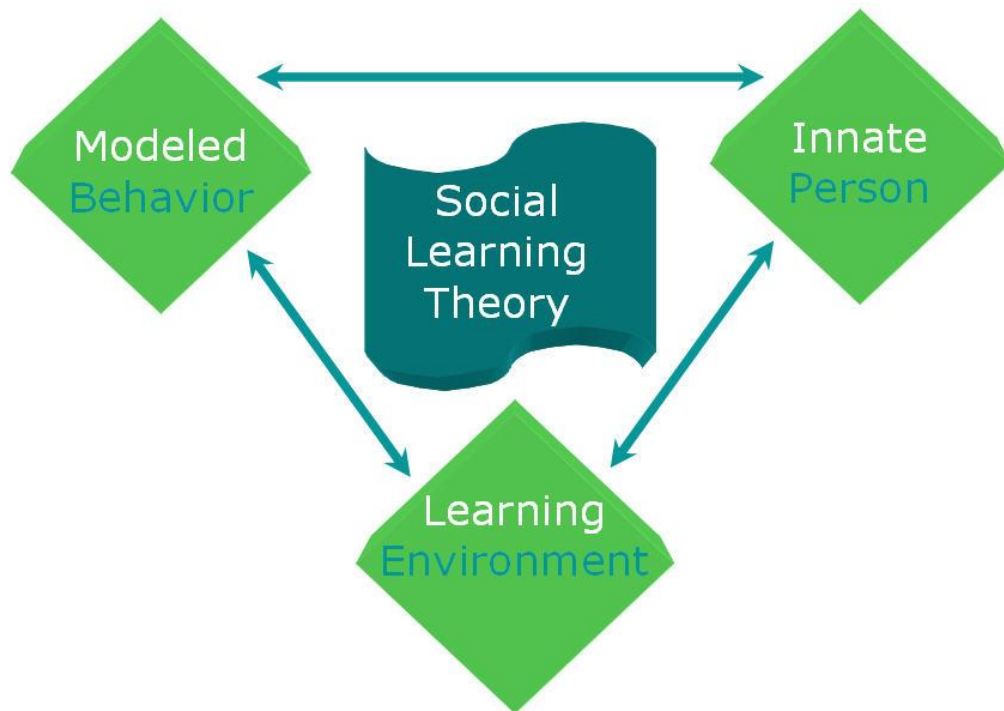 Modeled
Behavior
Innate
Person
Social
Learning
Theory
Learning
Environment